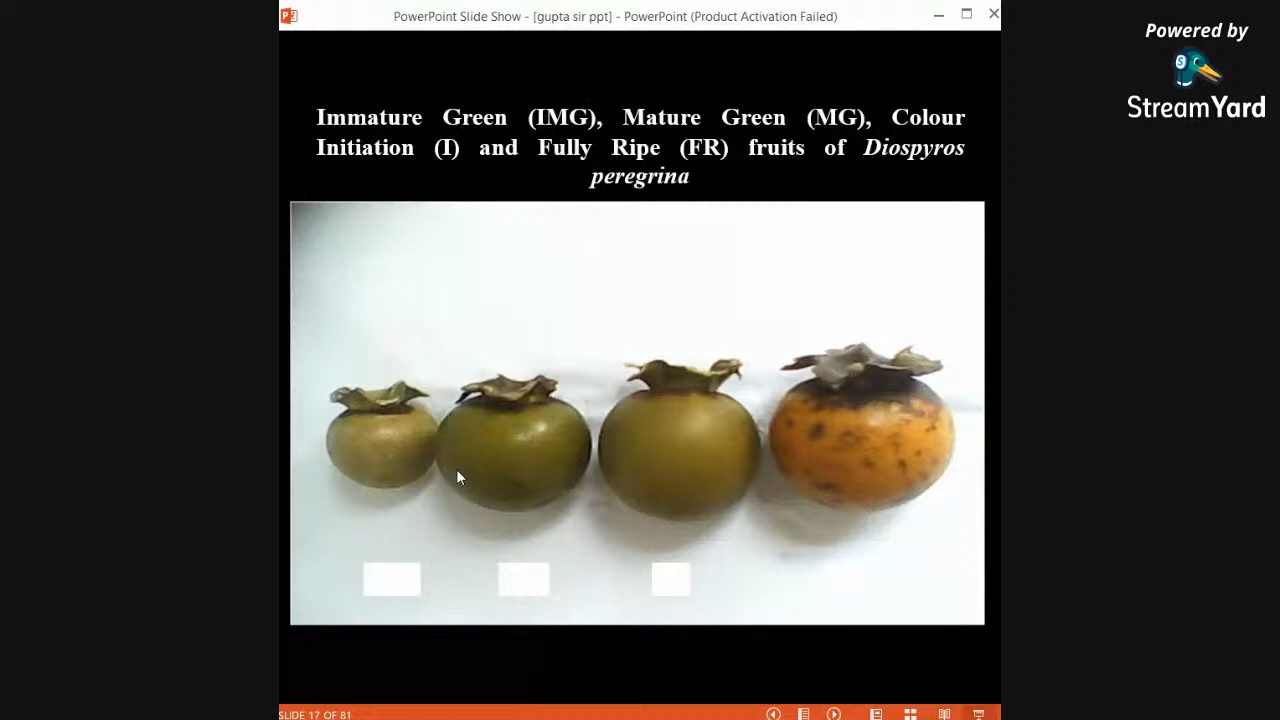 PowerPoint Slide Show - [gupta sir ppt] - PowerPoint (Product Activation Failed)
Powered by
StreamYard
Immature Green (IMG), Mature Green (MG), Colour
Initiation (I) and Fully Ripe (FR) fruits of Diospyros
peregrina
SLIDE 17 OF 81